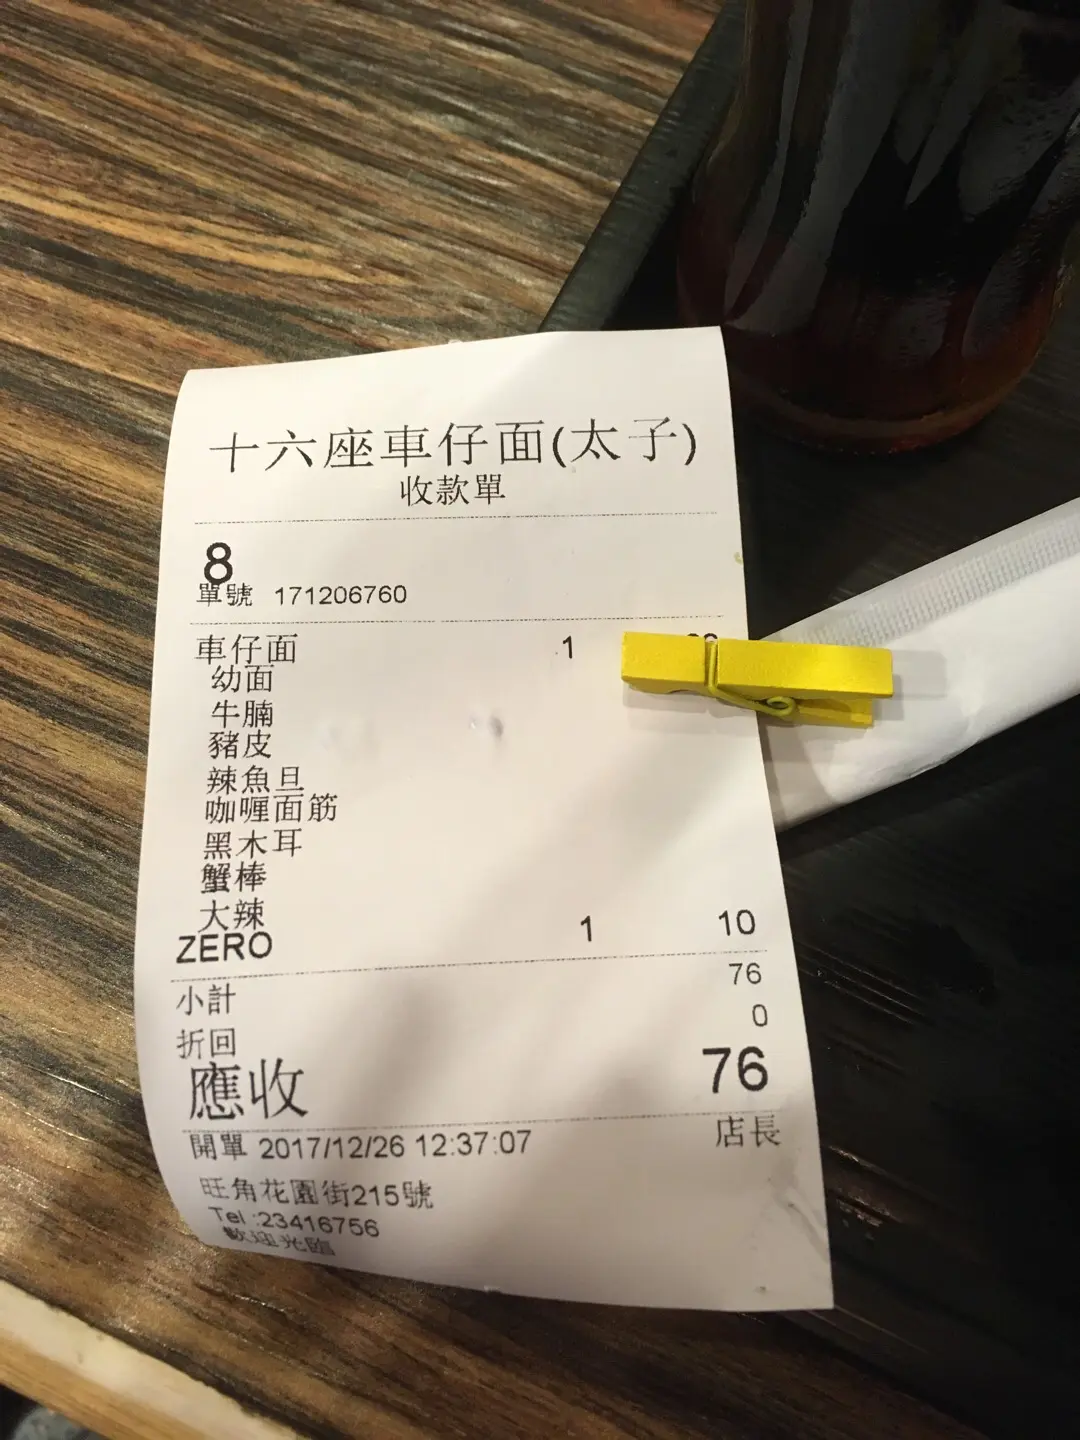 十六座車仔面(太子)
收款單
8
單號 171206760
車仔面 1
幼面
牛腩
豬皮
辣魚旦
咖喱面筋
黑木耳
蟹棒
大辣
ZERO 1 10
小計 76
折回 0
應收 76
開單 2017/12/26 12:37:07 店長
旺角花園街215號
Tel :23416756
歡迎光臨